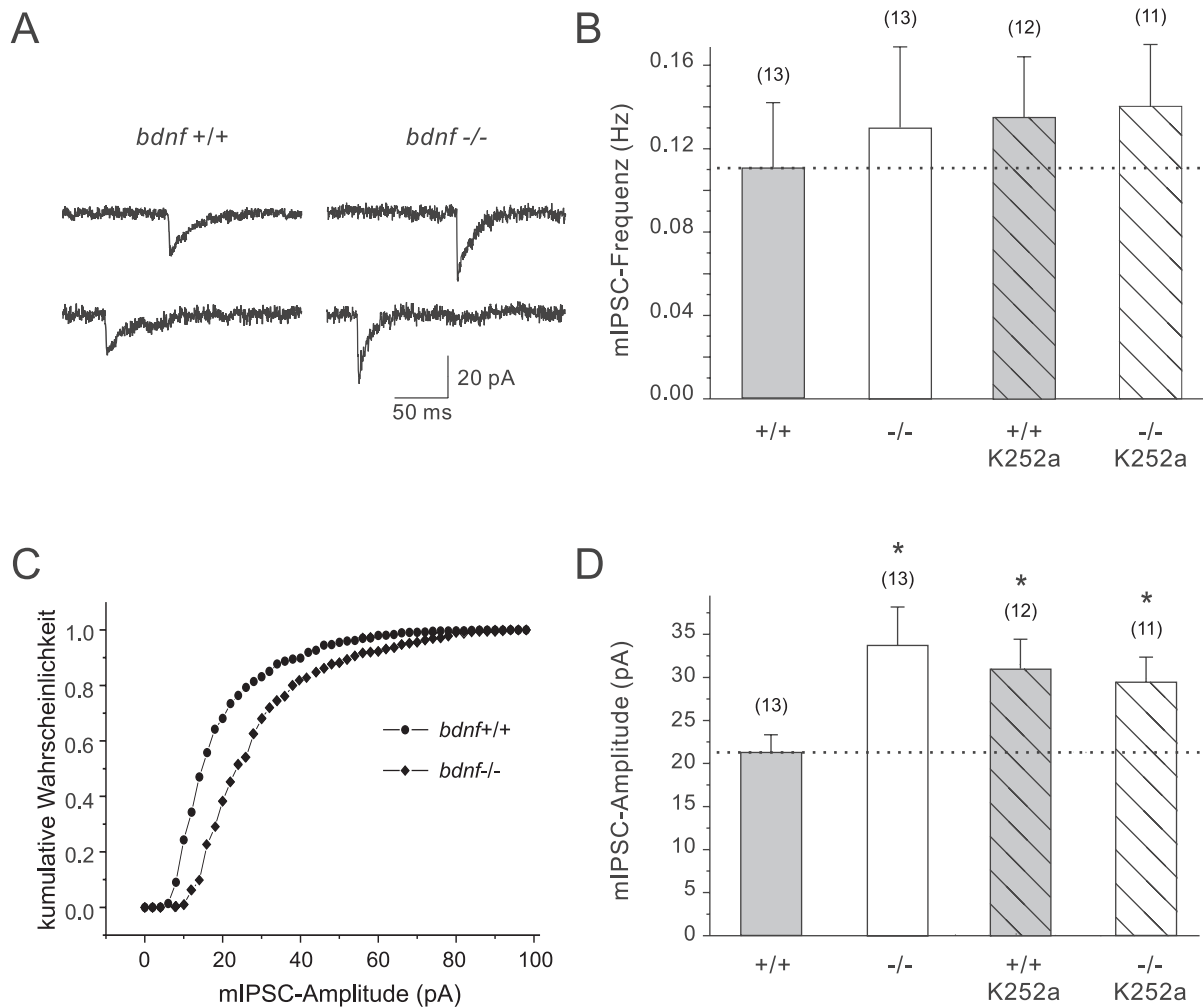 A
bdnf +/+
bdnf -/-
20 pA
50 ms
B
mIPSC-Frequenz (Hz)
0.16
0.12
0.08
0.04
0.00
(13)
(13)
(12)
(11)
+/+
-/-
+/+
K252a
-/-
K252a
C
kumulative Wahrscheinlichkeit
1.0
0.8
0.6
0.4
0.2
0.0
bdnf+/+
bdnf-/-
0
20
40
60
80
100
mIPSC-Amplitude (pA)
D
mIPSC-Amplitude (pA)
35
30
25
20
15
10
5
0
(13)
*
(13)
*
(12)
*
(11)
+/+
-/-
+/+
K252a
-/-
K252a